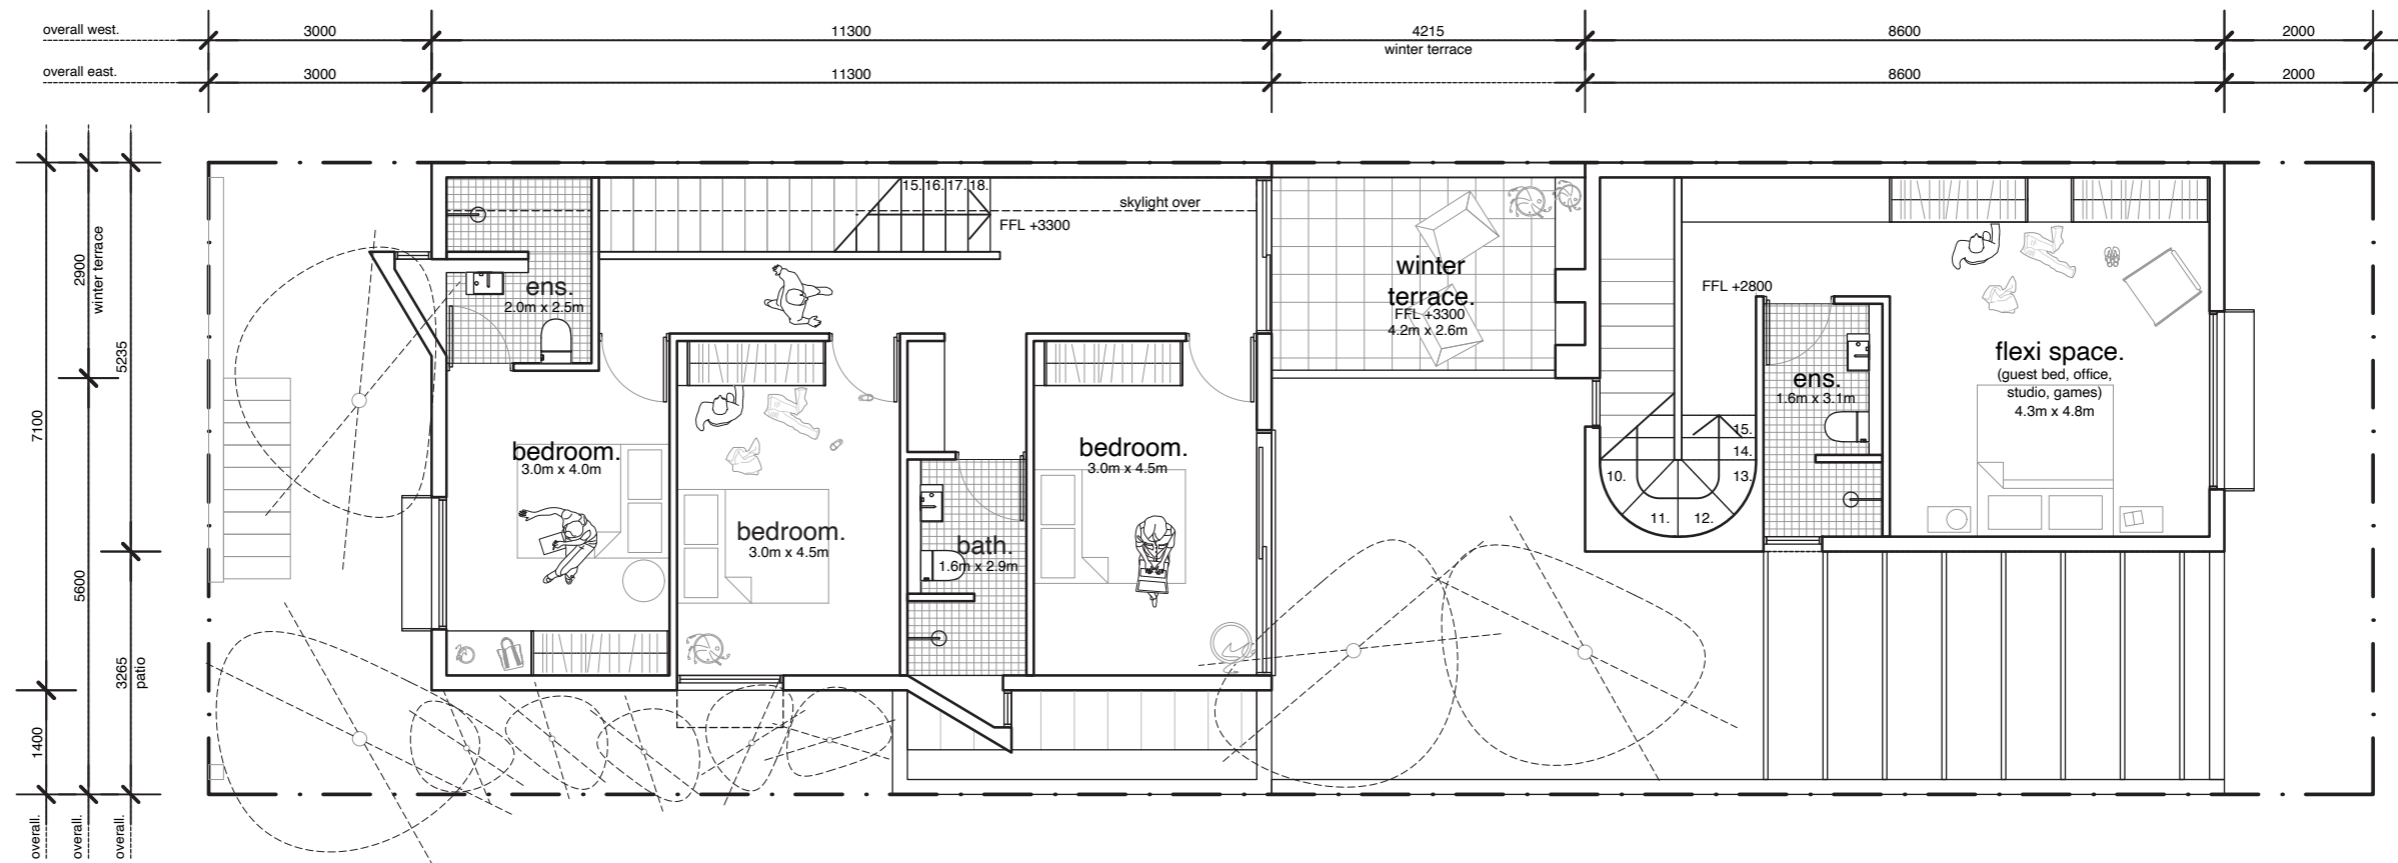 overall west.
3000
11300
4215
8600
2000
winter terrace
overall east.
3000
11300
8600
2000
7100
1400
overall.
2900
winter terrace
5600
overall.
5235
3265
patio
overall.
15. 16. 17. 18.
skylight over
FFL +3300
ens.
2.0m x 2.5m
bedroom.
3.0m x 4.0m
bedroom.
3.0m x 4.5m
bath.
1.6m x 2.9m
bedroom.
3.0m x 4.5m
winter
terrace.
FFL +3300
4.2m x 2.6m
FFL +2800
15.
14.
10.
13.
11.
12.
ens.
1.6m x 3.1m
flexi space.
(guest bed, office,
studio, games)
4.3m x 4.8m